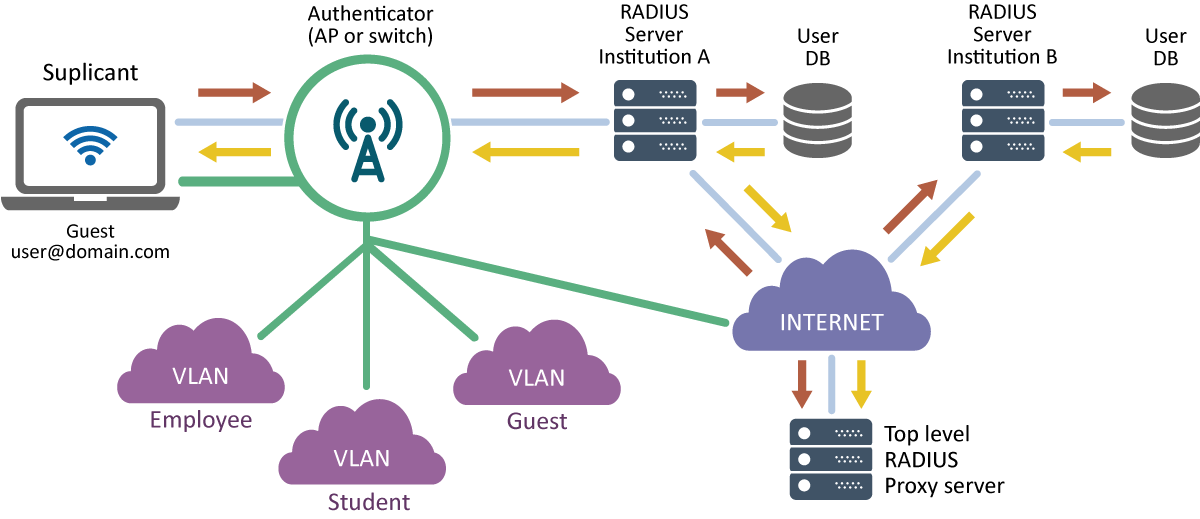 Authenticator
(AP or switch)
RADIUS
Server
Institution A
User
DB
RADIUS
Server
Institution B
User
DB
Suplicant
Guest
user@domain.com
INTERNET
VLAN
Employee
VLAN
Student
VLAN
Guest
Top level
RADIUS
Proxy server